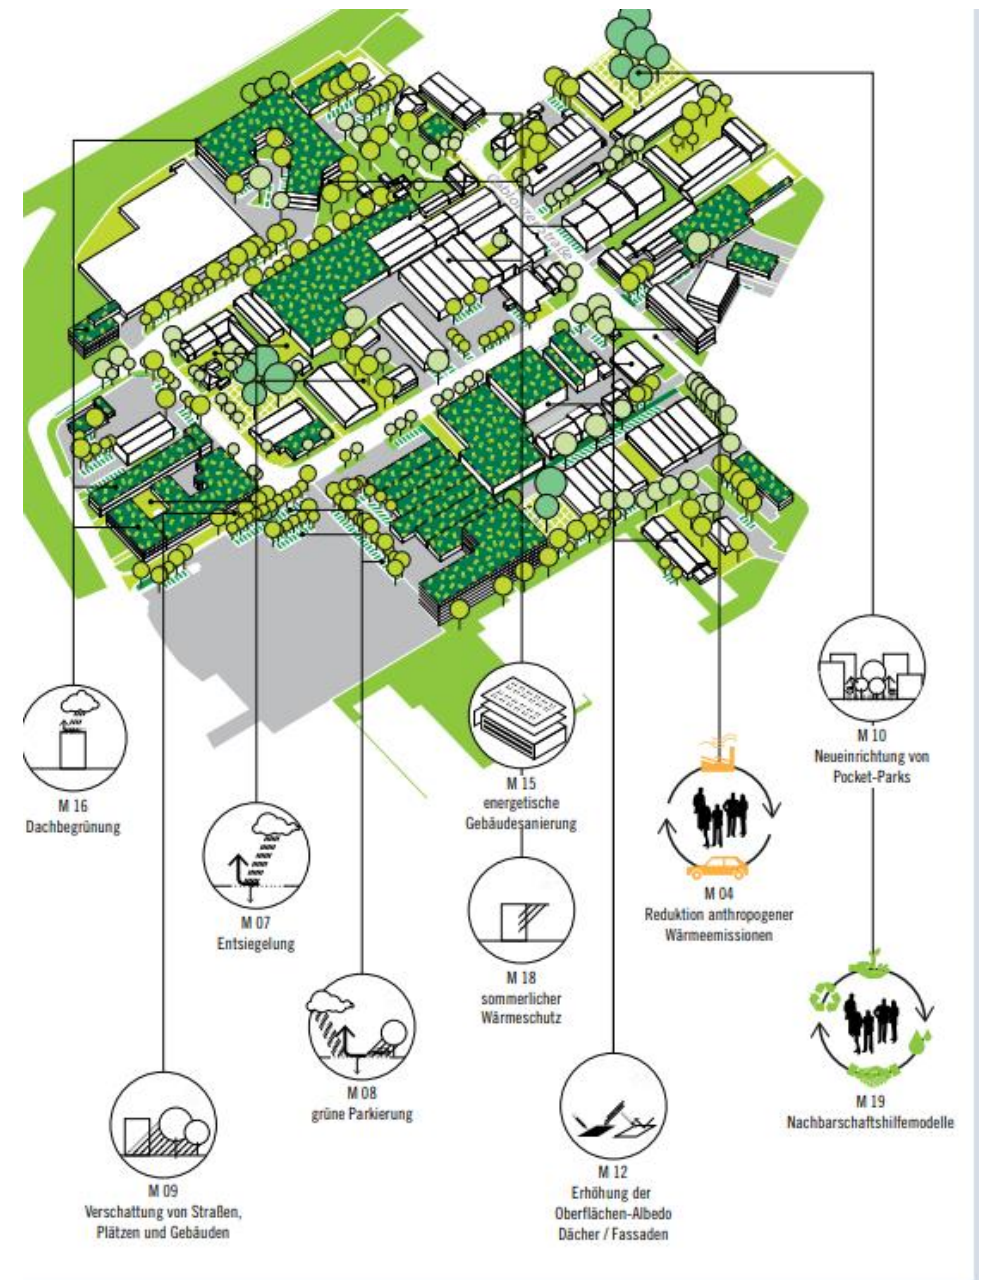 Gablonzer Straße
M 10
Neueinrichtung von
Pocket-Parks
M 16
Dachbegrünung
M 15
energetische
Gebäudesanierung
M 04
Reduktion anthropogener
Wärmeemissionen
M 07
Entsiegelung
M 18
sommerlicher
Wärmeschutz
M 08
grüne Parkierung
M 19
Nachbarschaftshilfemodelle
M 09
Verschattung von Straßen,
Plätzen und Gebäuden
M 12
Erhöhung der
Oberflächen-Albedo
Dächer / Fassaden